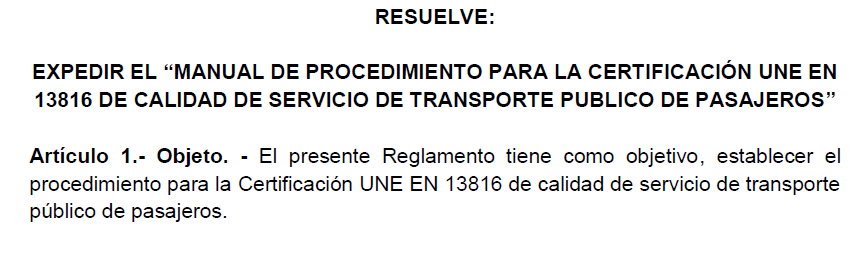 RESUELVE:
EXPEDIR EL “MANUAL DE PROCEDIMIENTO PARA LA CERTIFICACIÓN UNE EN
13816 DE CALIDAD DE SERVICIO DE TRANSPORTE PUBLICO DE PASAJEROS”
Artículo 1.- Objeto. - El presente Reglamento tiene como objetivo, establecer el
procedimiento para la Certificación UNE EN 13816 de calidad de servicio de transporte
público de pasajeros.